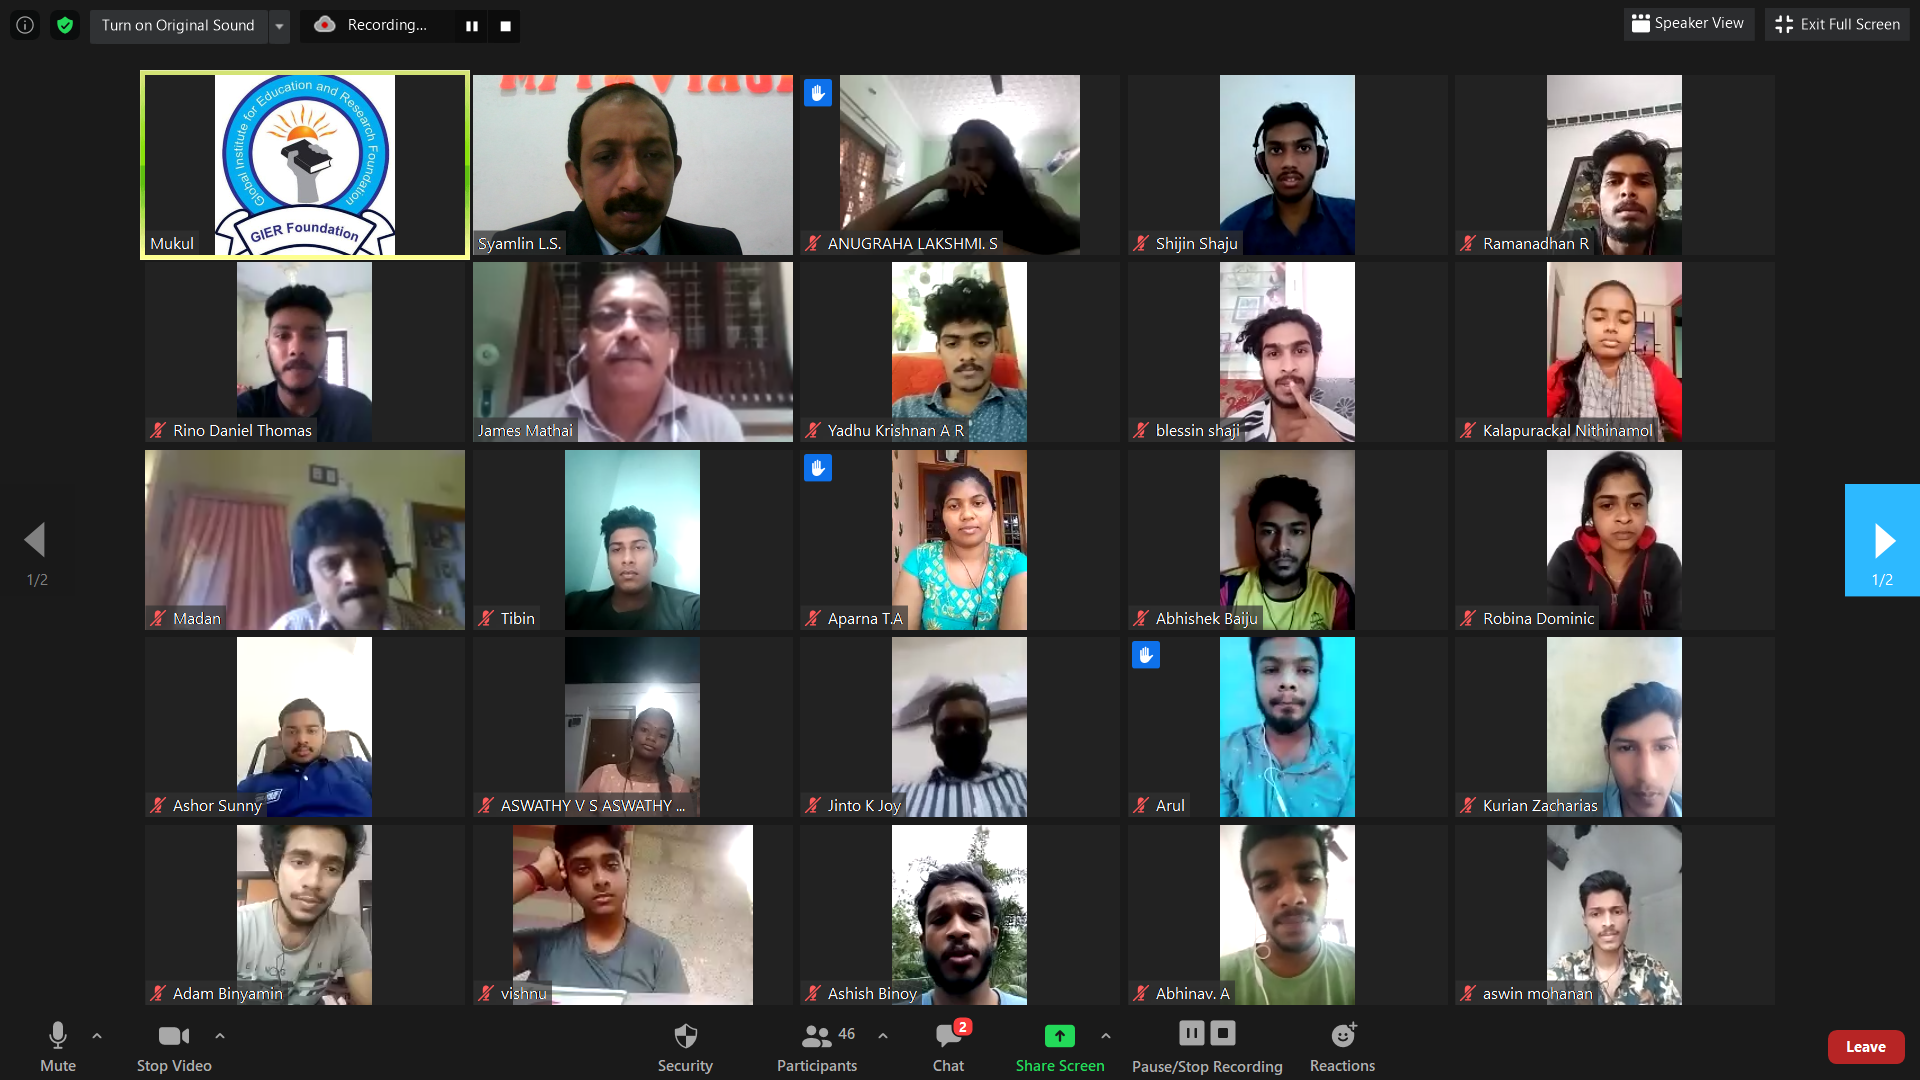 Turn on Original Sound
Recording...
Speaker View
Exit Full Screen
Global Institute for Education and Research Foundation
GIER Foundation
Mukul
Syamlin L.S.
ANUGRAHA LAKSHMI. S
Shijin Shaju
Ramanadhan R
Rino Daniel Thomas
James Mathai
Yadhu Krishnan A R
blessin shaji
Kalapurackal Nithinamol
Madan
Tibin
Aparna T.A
Abhishek Baiju
Robina Dominic
1/2
1/2
Ashor Sunny
ASWATHY V S ASWATHY ...
Jinto K Joy
Arul
Kurian Zacharias
Adam Binyamin
vishnu
Ashish Binoy
Abhinav. A
aswin mohanan
Mute
Stop Video
Security
Participants
46
Chat
2
Share Screen
Pause/Stop Recording
Reactions
Leave